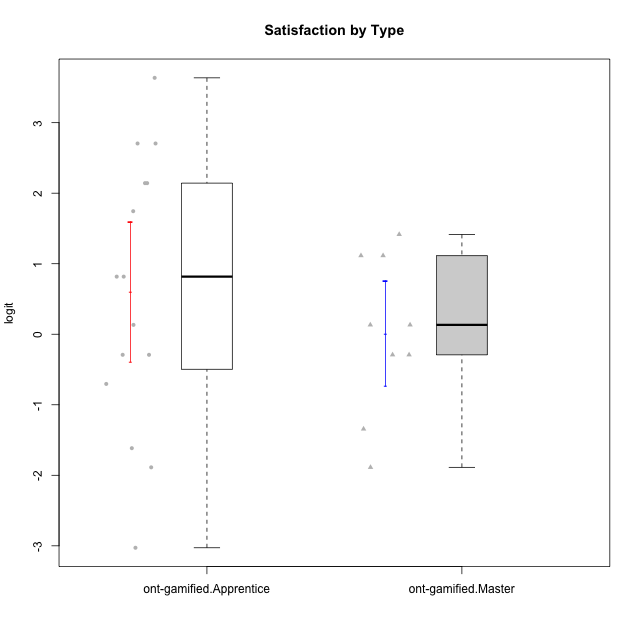 Satisfaction by Type
3
2
1
0
-1
-2
-3
logit
ont-gamified.Apprentice
ont-gamified.Master